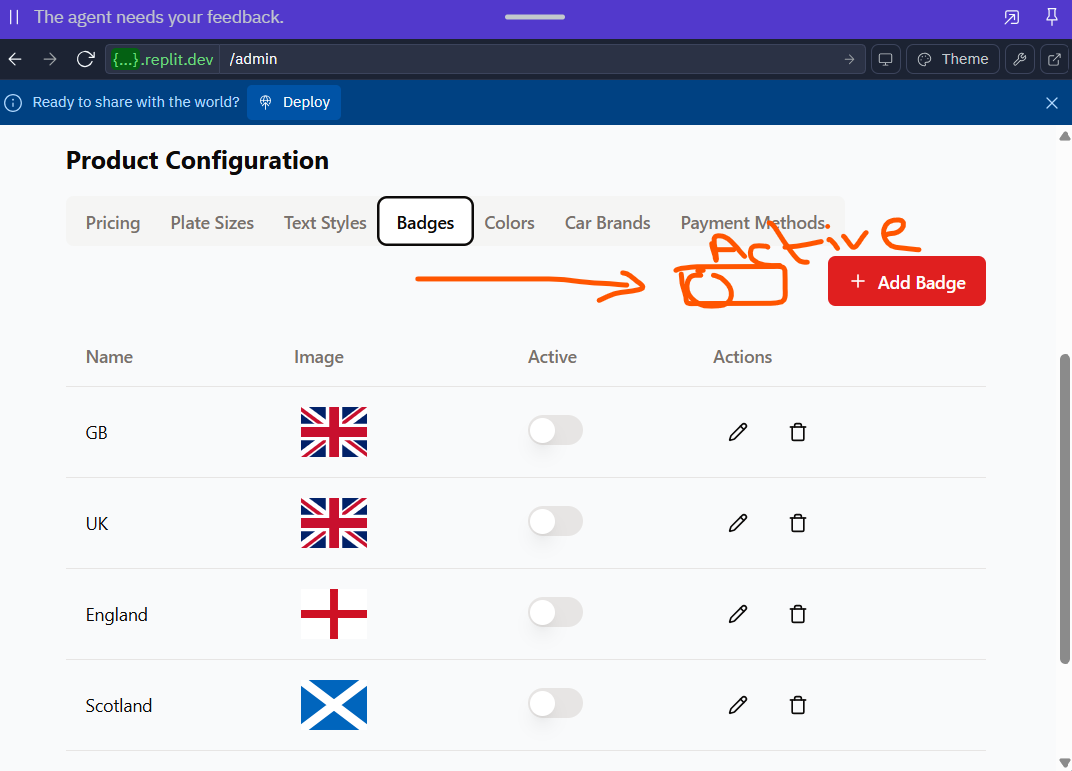 The agent needs your feedback.
{...}.replit.dev /admin Theme
Ready to share with the world? Deploy
Product Configuration
Pricing Plate Sizes Text Styles Badges Colors Car Brands Payment Methods
Active
+ Add Badge
Name Image Active Actions
GB
UK
England
Scotland